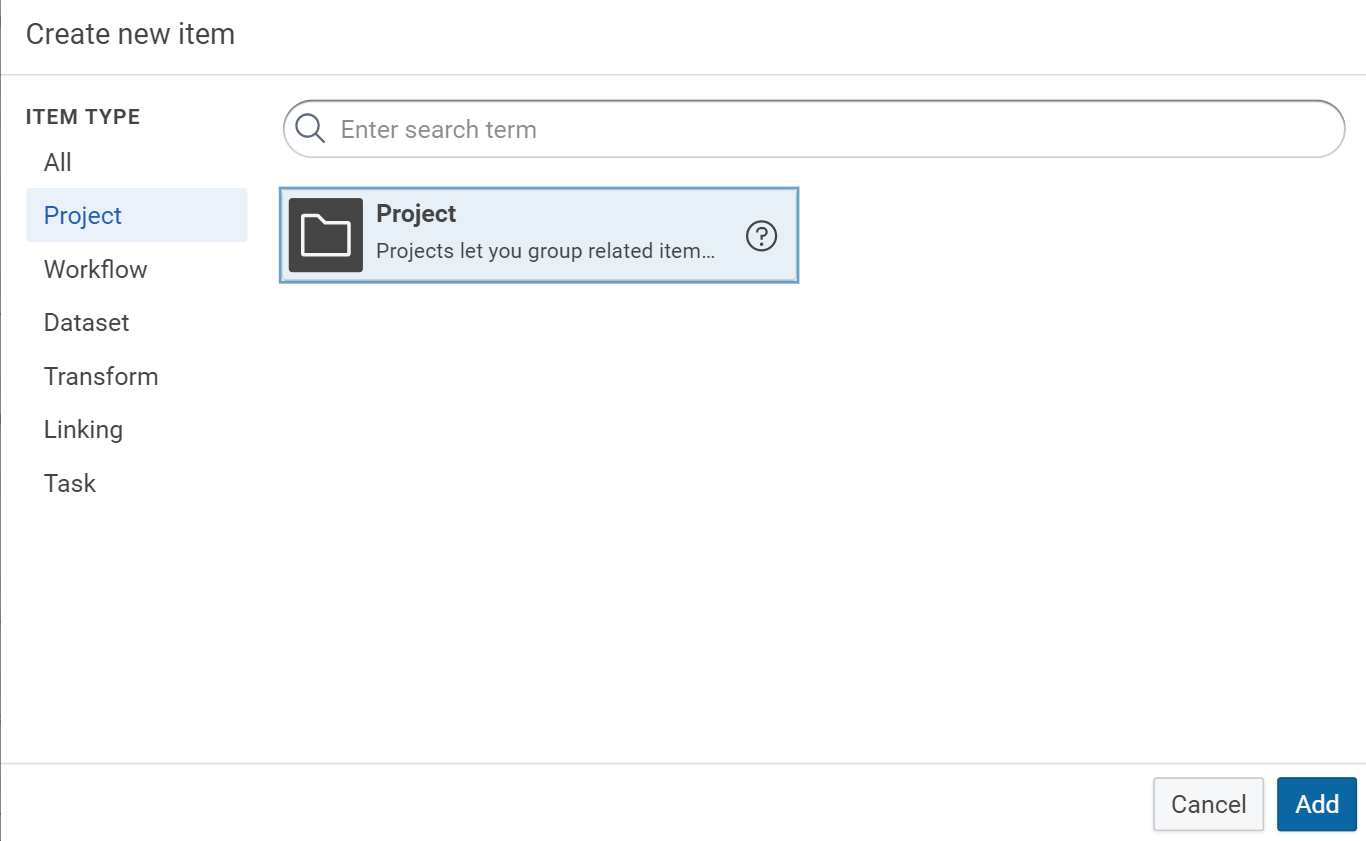 Create new item
ITEM TYPE
All
Project
Workflow
Dataset
Transform
Linking
Task
Enter search term
Project
Projects let you group related item...
?
Cancel
Add